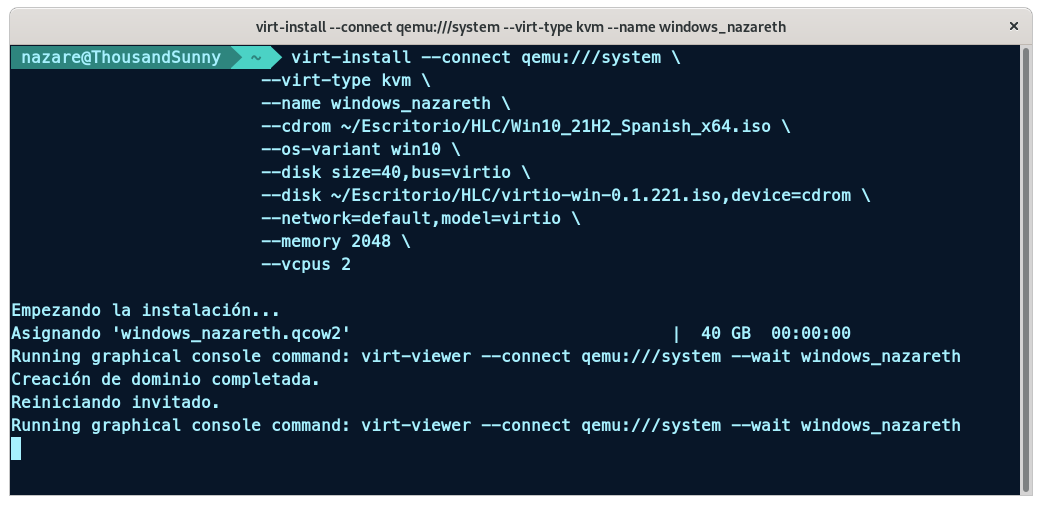 virt-install --connect qemu:///system --virt-type kvm --name windows_nazareth
nazare@ThousandSunny ~ virt-install --connect qemu:///system \
--virt-type kvm \
--name windows_nazareth \
--cdrom ~/Escritorio/HLC/Win10_21H2_Spanish_x64.iso \
--os-variant win10 \
--disk size=40,bus=virtio \
--disk ~/Escritorio/HLC/virtio-win-0.1.221.iso,device=cdrom \
--network=default,model=virtio \
--memory 2048 \
--vcpus 2
Empezando la instalación...
Asignando 'windows_nazareth.qcow2' | 40 GB 00:00:00
Running graphical console command: virt-viewer --connect qemu:///system --wait windows_nazareth
Creación de dominio completada.
Reiniciando invitado.
Running graphical console command: virt-viewer --connect qemu:///system --wait windows_nazareth